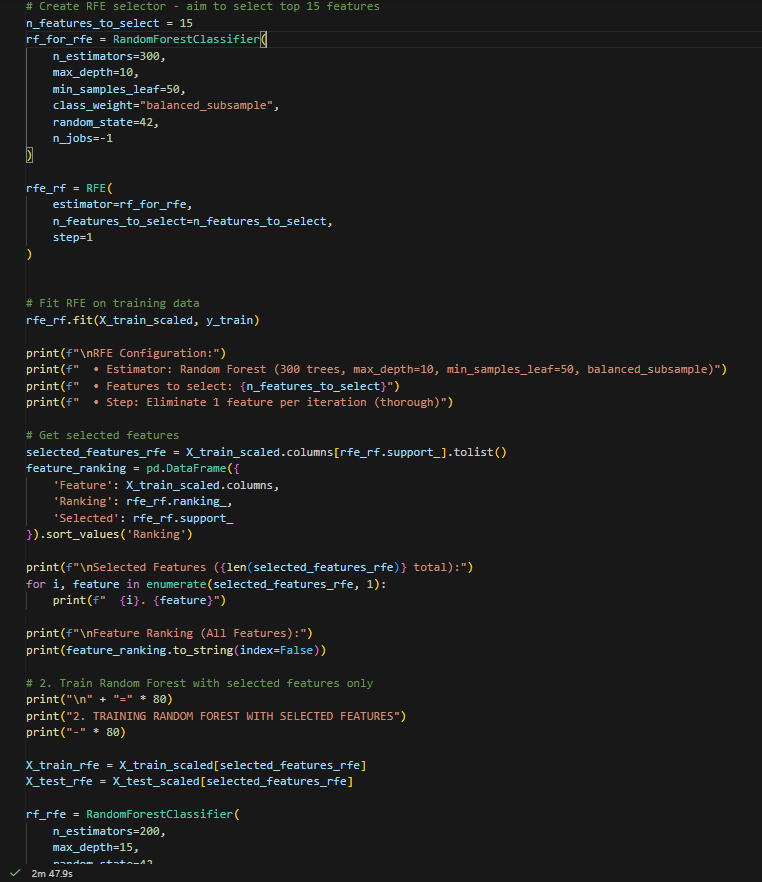 # Create RFE selector - aim to select top 15 features
n_features_to_select = 15
rf_for_rfe = RandomForestClassifier(
    n_estimators=300,
    max_depth=10,
    min_samples_leaf=50,
    class_weight="balanced_subsample",
    random_state=42,
    n_jobs=-1
)

rfe_rf = RFE(
    estimator=rf_for_rfe,
    n_features_to_select=n_features_to_select,
    step=1
)

# Fit RFE on training data
rfe_rf.fit(X_train_scaled, y_train)

print(f"\nRFE Configuration:")
print(f"  • Estimator: Random Forest (300 trees, max_depth=10, min_samples_leaf=50, balanced_subsample)")
print(f"  • Features to select: {n_features_to_select}")
print(f"  • Step: Eliminate 1 feature per iteration (thorough)")

# Get selected features
selected_features_rfe = X_train_scaled.columns[rfe_rf.support_].tolist()
feature_ranking = pd.DataFrame({
    'Feature': X_train_scaled.columns,
    'Ranking': rfe_rf.ranking_,
    'Selected': rfe_rf.support_
}).sort_values('Ranking')

print(f"\nSelected Features ({len(selected_features_rfe)} total):")
for i, feature in enumerate(selected_features_rfe, 1):
    print(f"  {i}. {feature}")

print(f"\nFeature Ranking (All Features):")
print(feature_ranking.to_string(index=False))

# 2. Train Random Forest with selected features only
print("\n" + "=" * 80)
print("2. TRAINING RANDOM FOREST WITH SELECTED FEATURES")
print("-" * 80)

X_train_rfe = X_train_scaled[selected_features_rfe]
X_test_rfe = X_test_scaled[selected_features_rfe]

rf_rfe = RandomForestClassifier(
    n_estimators=200,
    max_depth=15,
    random_state=42
2m 47.9s